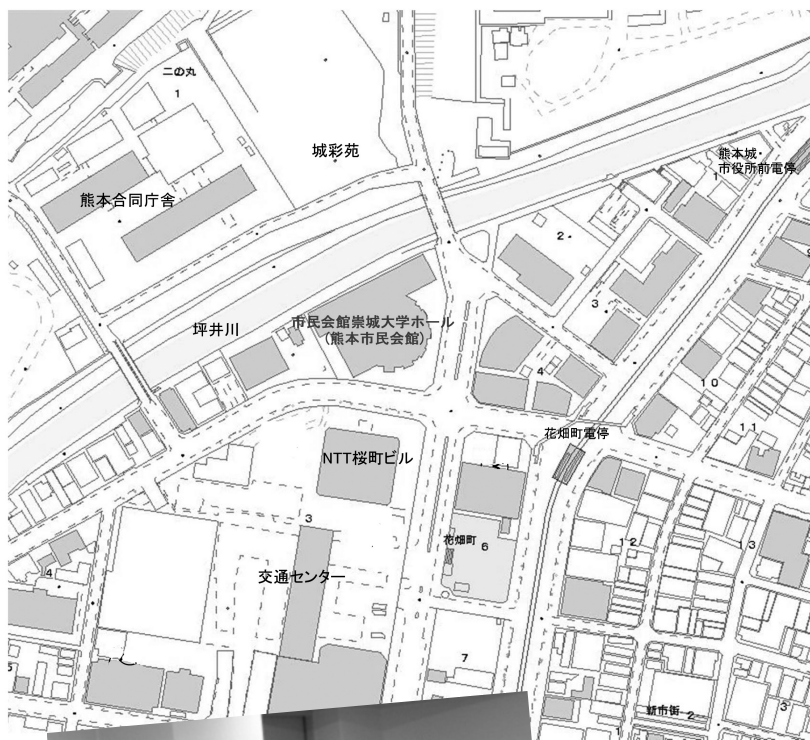 二の丸
1
城彩苑
熊本城
市役所前電停
1
熊本合同庁舎
2
9
3
坪井川
市民会館崇城大学ホール
(熊本市民会館)
4
10
11
花畑町電停
NTT桜町ビル
3
花畑町
6
12
13
4
交通センター
7
5
新市街
2
3
1